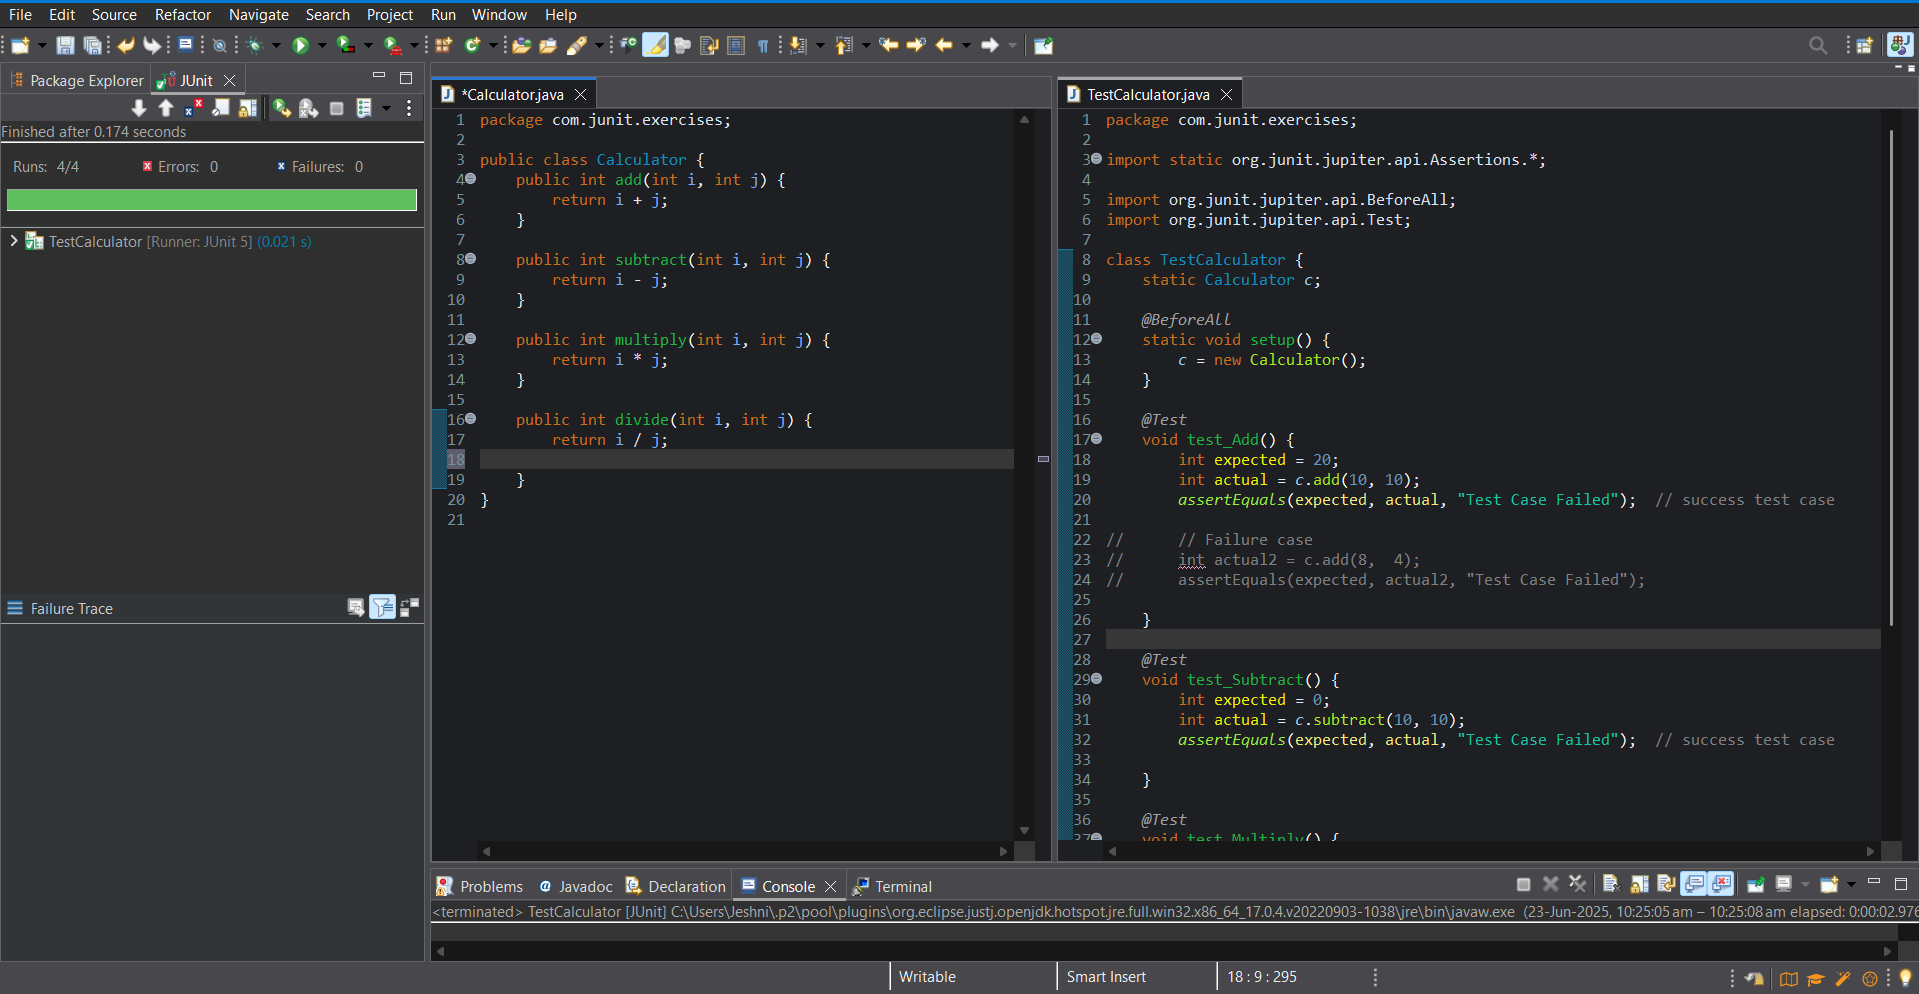 File Edit Source Refactor Navigate Search Project Run Window Help
Package Explorer JUnit
Finished after 0.174 seconds
Runs: 4/4 Errors: 0 Failures: 0
TestCalculator [Runner: JUnit 5] (0.021 s)
Failure Trace
*Calculator.java
1 package com.junit.exercises;
2
3 public class Calculator {
4 public int add(int i, int j) {
5 return i + j;
6 }
7
8 public int subtract(int i, int j) {
9 return i - j;
10 }
11
12 public int multiply(int i, int j) {
13 return i * j;
14 }
15
16 public int divide(int i, int j) {
17 return i / j;
18
19 }
20 }
21
TestCalculator.java
1 package com.junit.exercises;
2
3 import static org.junit.jupiter.api.Assertions.*;
4
5 import org.junit.jupiter.api.BeforeAll;
6 import org.junit.jupiter.api.Test;
7
8 class TestCalculator {
9 static Calculator c;
10
11 @BeforeAll
12 static void setup() {
13 c = new Calculator();
14 }
15
16 @Test
17 void test_Add() {
18 int expected = 20;
19 int actual = c.add(10, 10);
20 assertEquals(expected, actual, "Test Case Failed"); // success test case
21
22 // // Failure case
23 // int actual2 = c.add(8, 4);
24 // assertEquals(expected, actual2, "Test Case Failed");
25
26 }
27
28 @Test
29 void test_Subtract() {
30 int expected = 0;
31 int actual = c.subtract(10, 10);
32 assertEquals(expected, actual, "Test Case Failed"); // success test case
33
34 }
35
36 @Test
37 void test_Multiply() {
Problems Javadoc Declaration Console Terminal
<terminated> TestCalculator [JUnit] C:\Users\Jeshni\.p2\pool\plugins\org.eclipse.justj.openjdk.hotspot.jre.full.win32.x86_64_17.0.4.v20220903-1038\jre\bin\javaw.exe (23-Jun-2025, 10:25:05 am – 10:25:08 am elapsed: 0:00:02.976
Writable Smart Insert 18 : 9 : 295